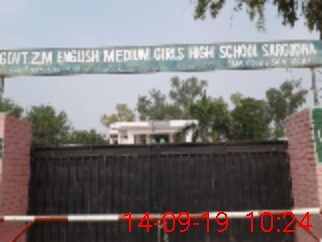 GOVT.Z.M ENGLISH MEDIUM GIRLS HIGH SCHOOL SARGODHA
14-09-19 10:24